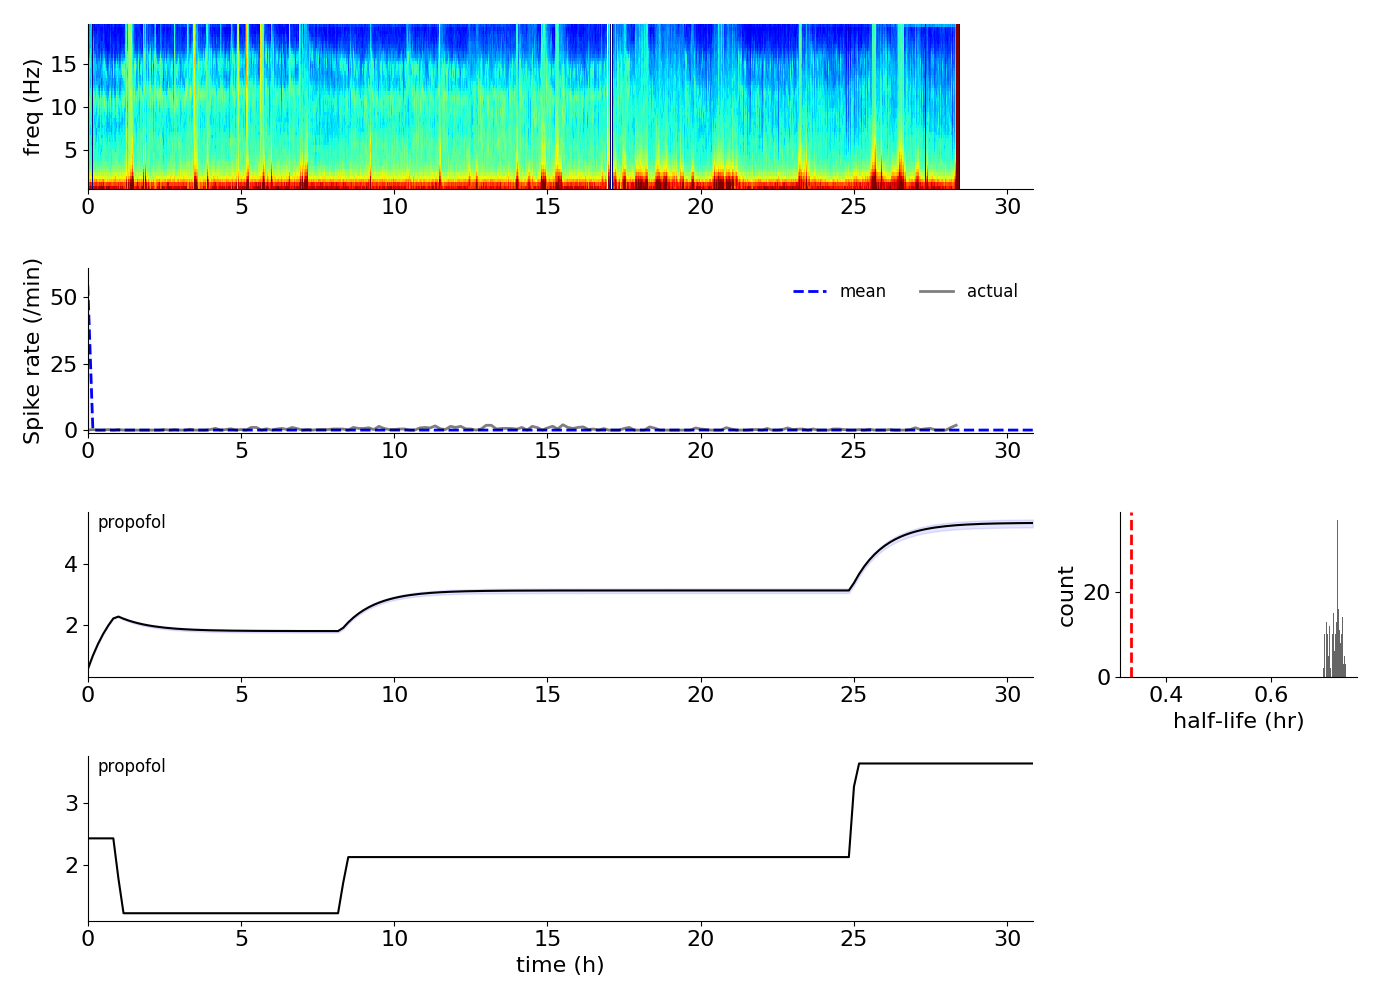 freq (Hz)
15
10
5
0 5 10 15 20 25 30
Spike rate (/min)
50
25
0
mean actual
0 5 10 15 20 25 30
propofol
4
2
0 5 10 15 20 25 30
count
20
0
0.4 0.6
half-life (hr)
propofol
3
2
0 5 10 15 20 25 30
time (h)